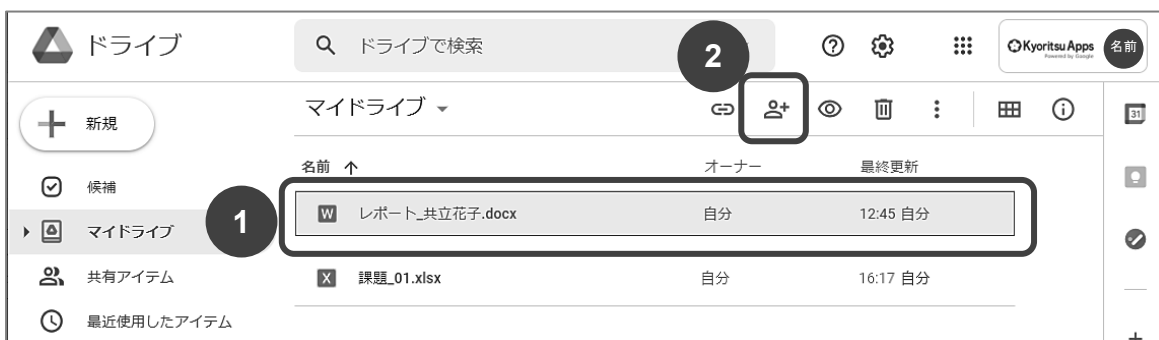 ドライブ
ドライブで検索
2
Kyoritsu Apps
Powered by Google
名前
新規
マイドライブ
31
名前 ↑
オーナー
最終更新
候補
1
W レポート_共立花子.docx
自分
12:45 自分
マイドライブ
X 課題_01.xlsx
自分
16:17 自分
共有アイテム
最近使用したアイテム